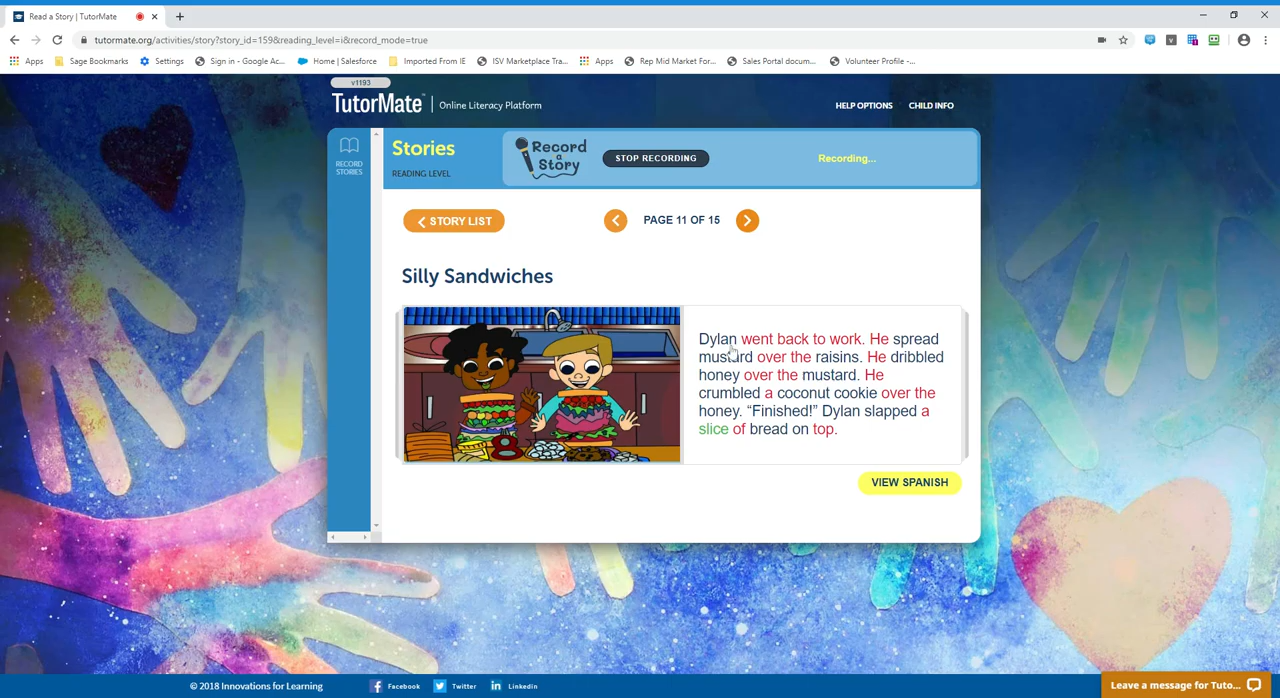 Read a Story | TutorMate
tutormate.org/activities/story?story_id=159&reading_level=i&record_mode=true
Apps
Sage Bookmarks
Settings
Sign in - Google Ac...
Home | Salesforce
Imported From IE
ISV Marketplace Tra...
Apps
Rep Mid Market For...
Sales Portal docum...
Volunteer Profile -...
v1193
TutorMate | Online Literacy Platform
HELP OPTIONS
CHILD INFO
RECORD
STORIES
Stories
READING LEVEL
Record
a
Story
STOP RECORDING
Recording...
STORY LIST
PAGE 11 OF 15
Silly Sandwiches
Dylan went back to work. He spread
mustard over the raisins. He dribbled
honey over the mustard. He
crumbled a coconut cookie over the
honey. “Finished!” Dylan slapped a
slice of bread on top.
VIEW SPANISH
© 2018 Innovations for Learning
Facebook
Twitter
Linkedin
Leave a message for Tuto...